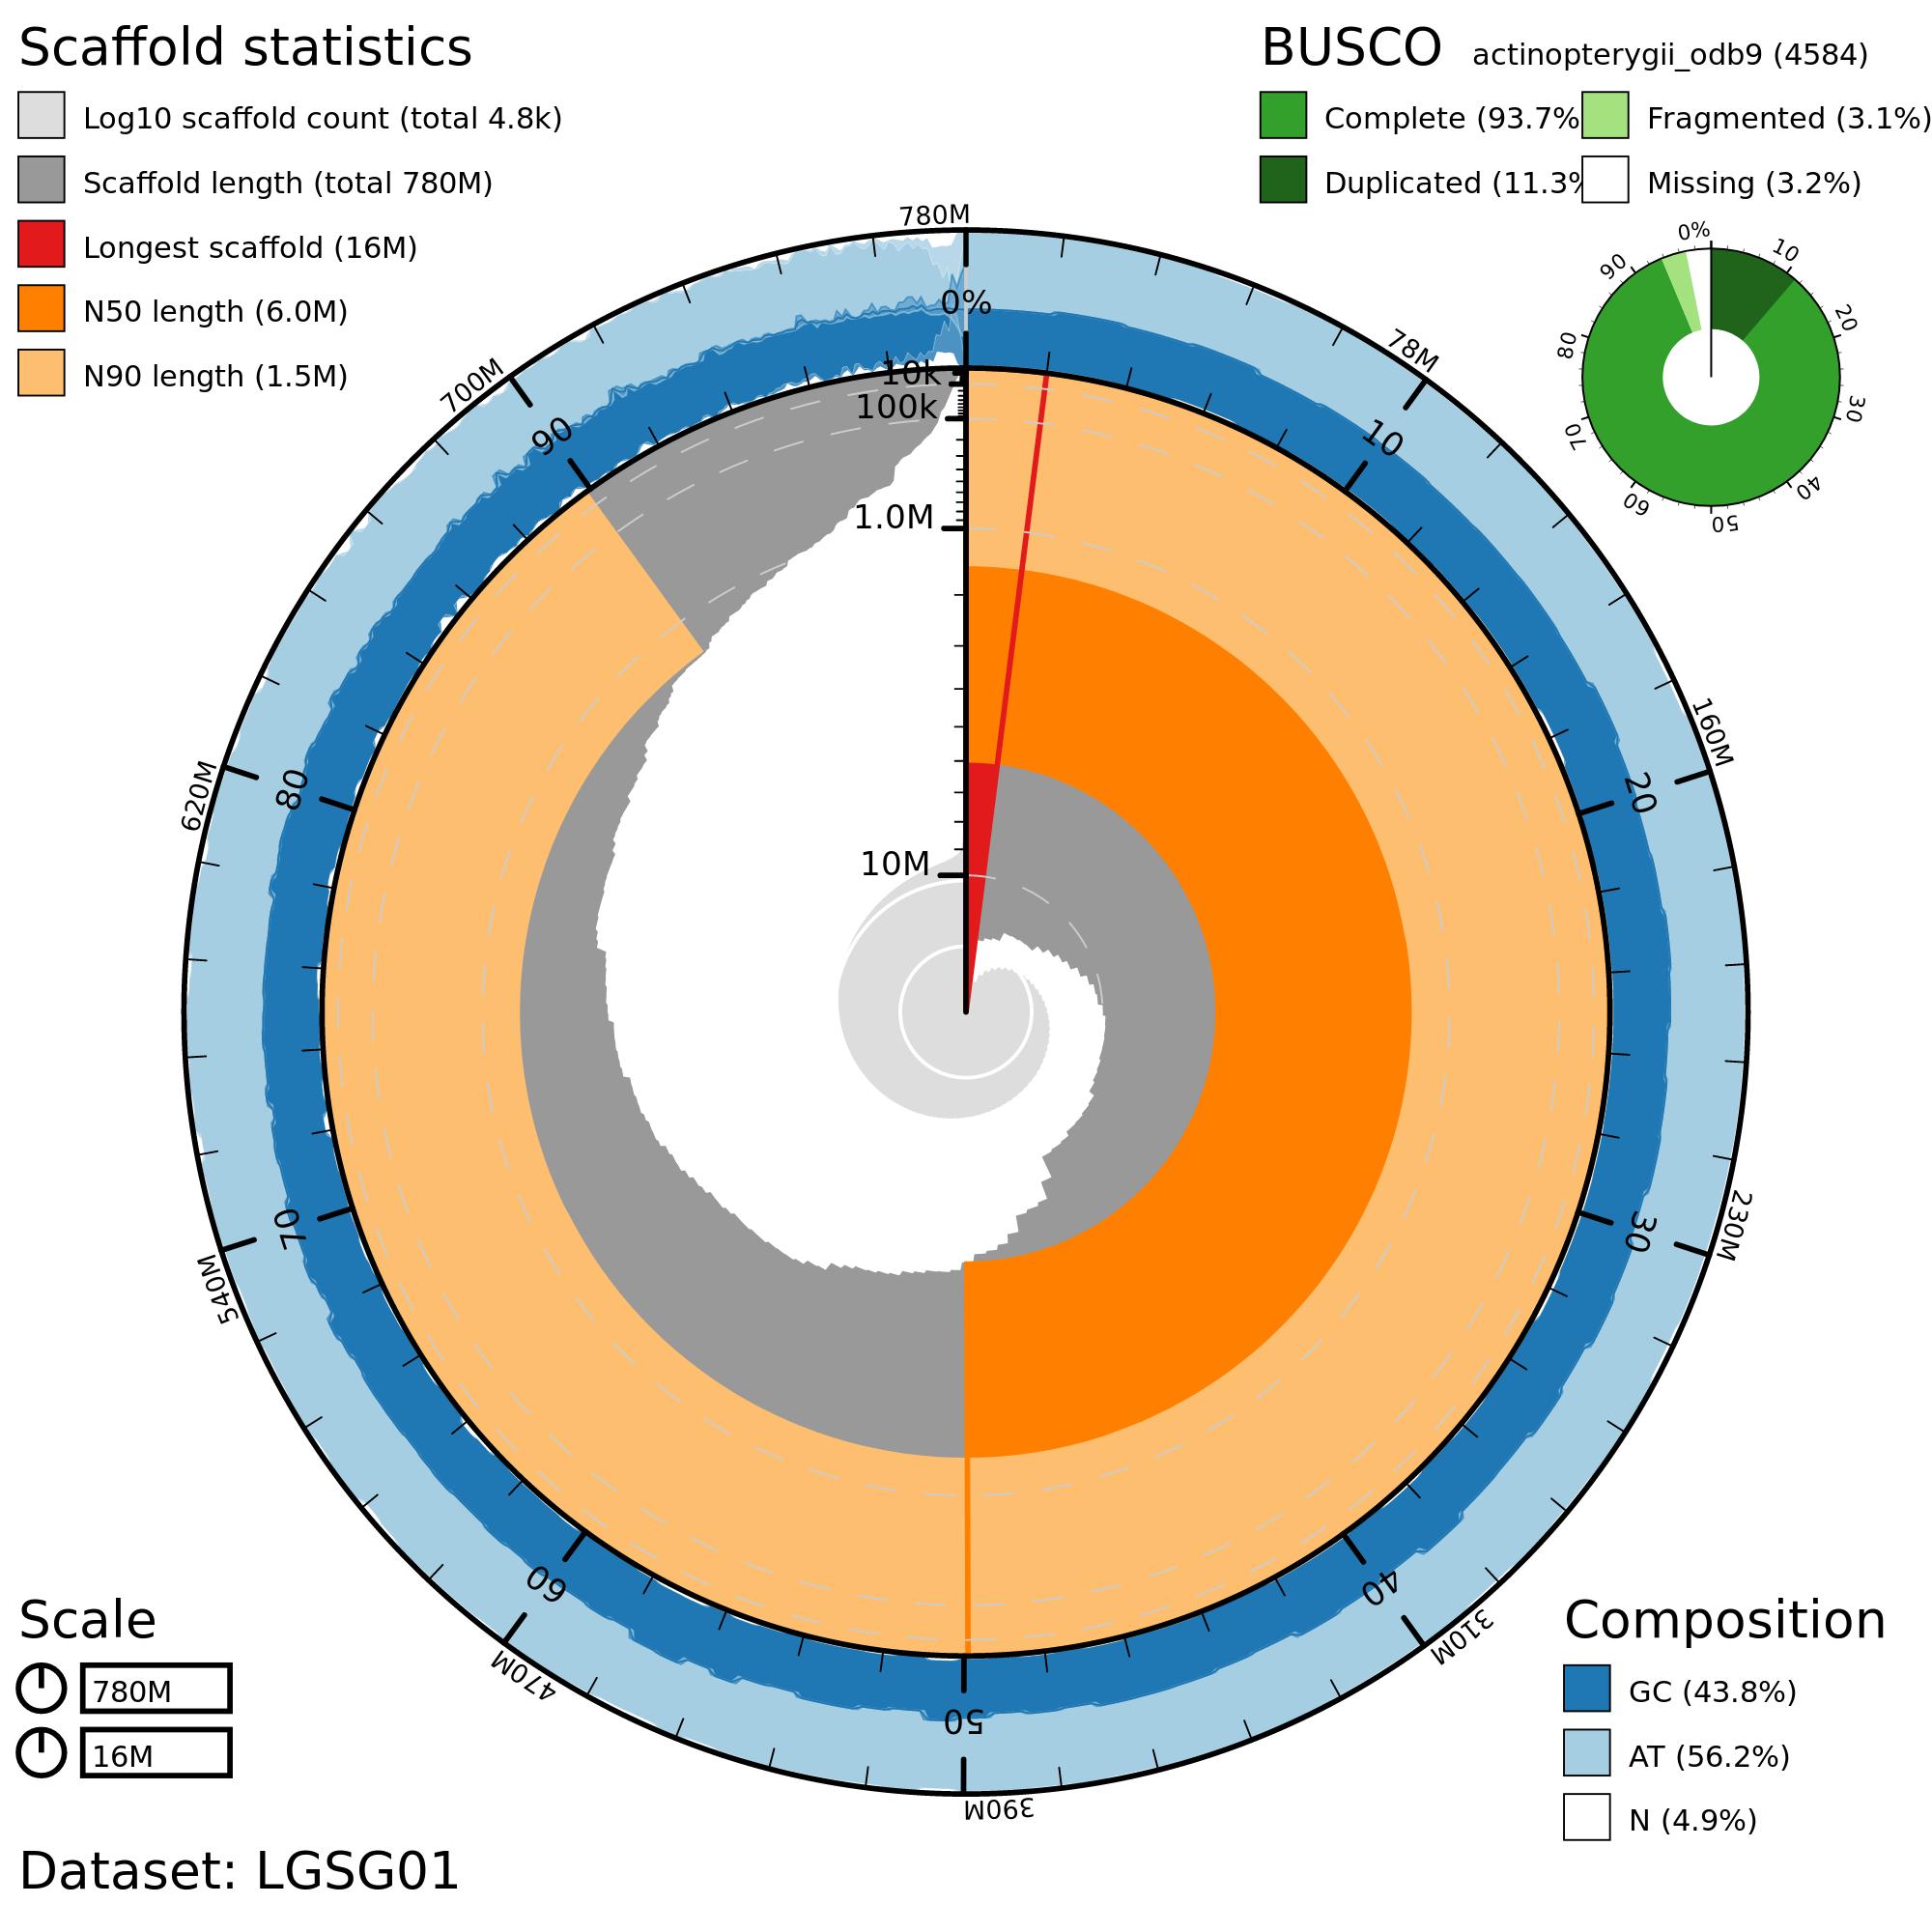 Scaffold statistics
Log10 scaffold count (total 4.8k)
Scaffold length (total 780M)
Longest scaffold (16M)
N50 length (6.0M)
N90 length (1.5M)
BUSCO actinopterygii_odb9 (4584)
Complete (93.7%
Fragmented (3.1%)
Duplicated (11.3%
Missing (3.2%)
0%
10
20
30
40
50
60
70
80
90
780M
78M
160M
230M
310M
390M
470M
540M
620M
700M
0%
10
20
30
40
50
60
70
80
90
10k
100k
1.0M
10M
Scale
780M
16M
Composition
GC (43.8%)
AT (56.2%)
N (4.9%)
Dataset: LGSG01